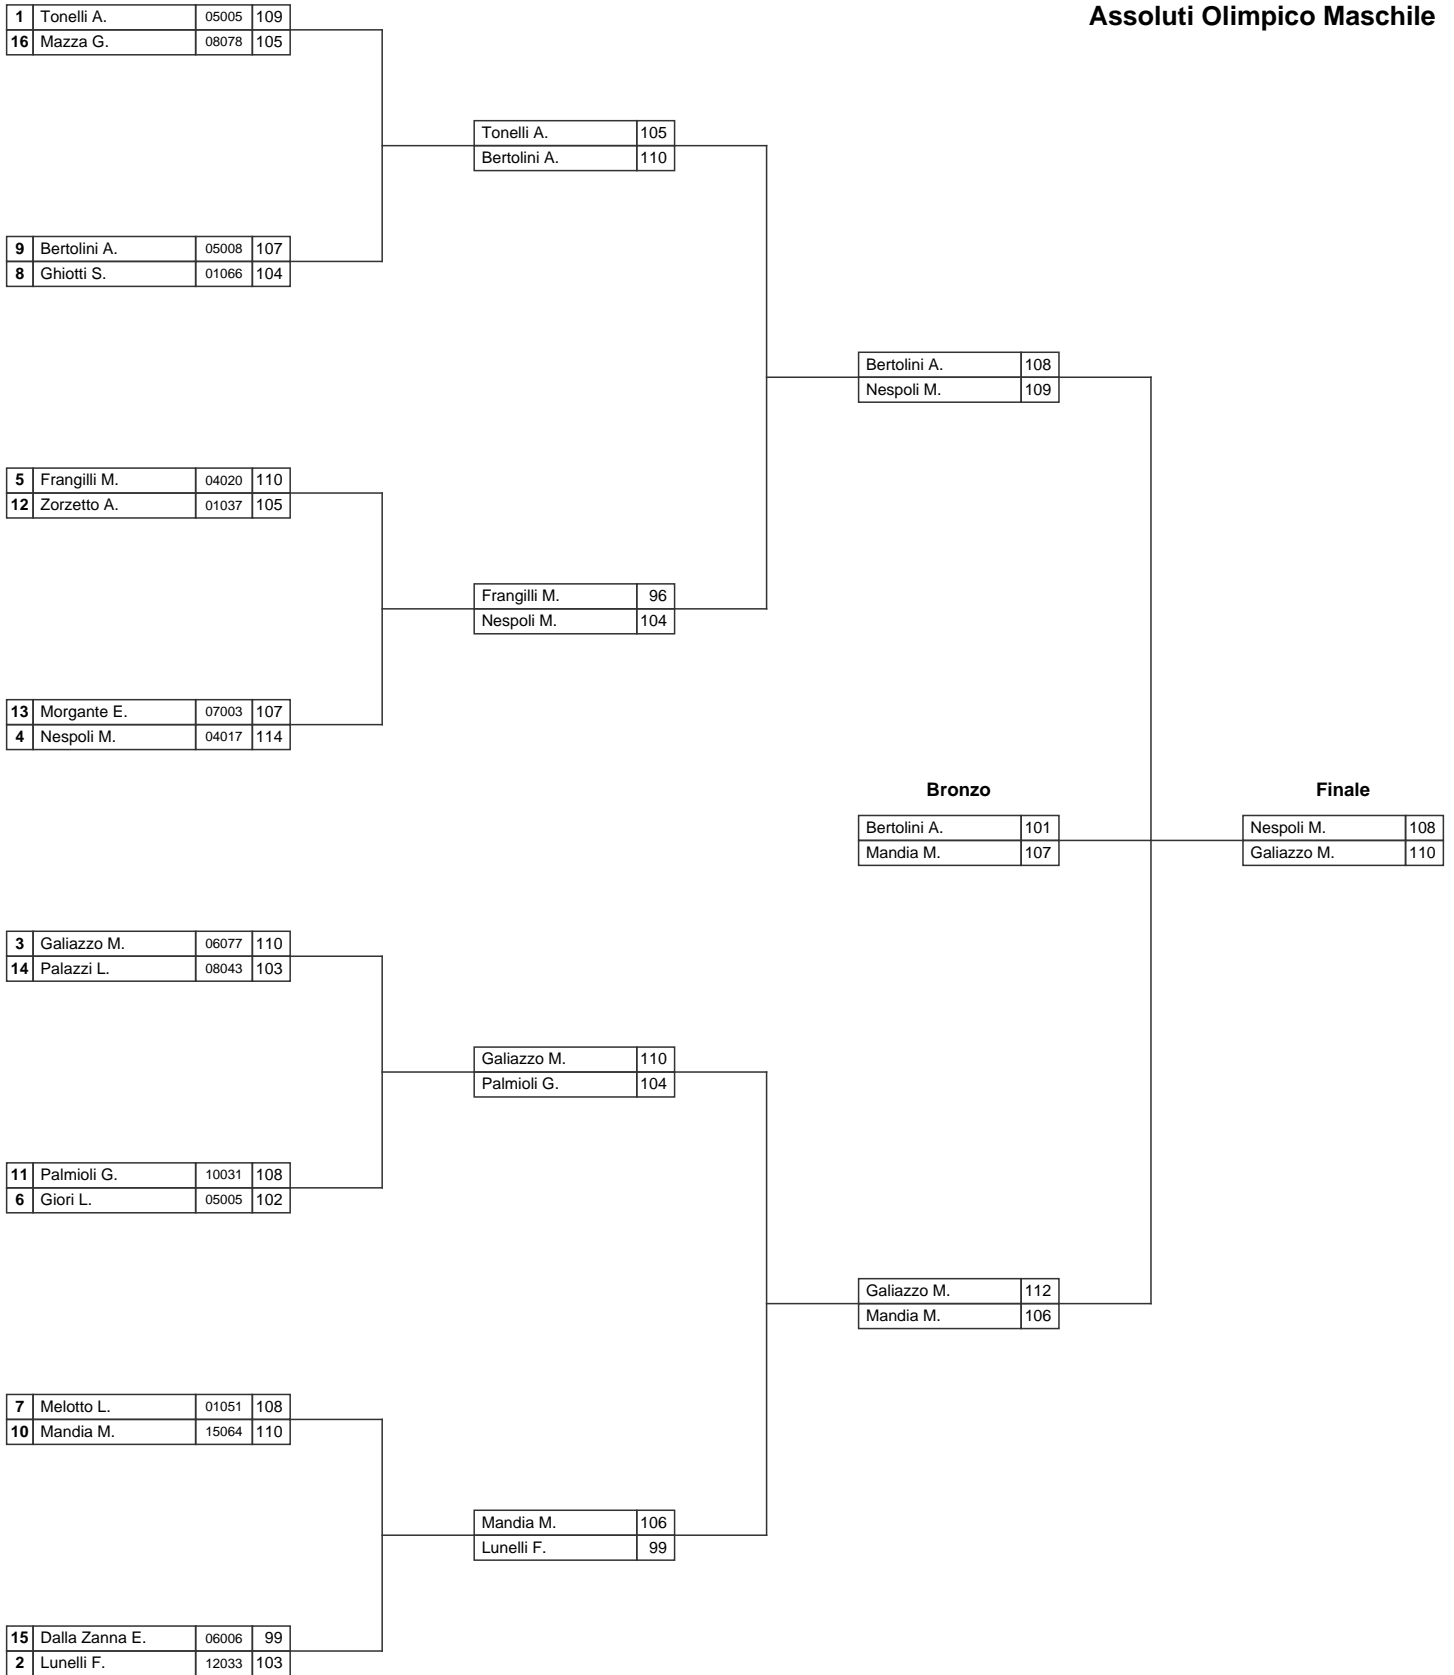 Assoluti Olimpico Maschile
1 Tonelli A. 05005 109
16 Mazza G. 08078 105
Tonelli A. 105
Bertolini A. 110
9 Bertolini A. 05008 107
8 Ghiotti S. 01066 104
Bertolini A. 108
Nespoli M. 109
5 Frangilli M. 04020 110
12 Zorzetto A. 01037 105
Frangilli M. 96
Nespoli M. 104
13 Morgante E. 07003 107
4 Nespoli M. 04017 114
Bronzo
Bertolini A. 101
Mandia M. 107
Finale
Nespoli M. 108
Galiazzo M. 110
3 Galiazzo M. 06077 110
14 Palazzi L. 08043 103
Galiazzo M. 110
Palmioli G. 104
11 Palmioli G. 10031 108
6 Giori L. 05005 102
Galiazzo M. 112
Mandia M. 106
7 Melotto L. 01051 108
10 Mandia M. 15064 110
Mandia M. 106
Lunelli F. 99
15 Dalla Zanna E. 06006 99
2 Lunelli F. 12033 103